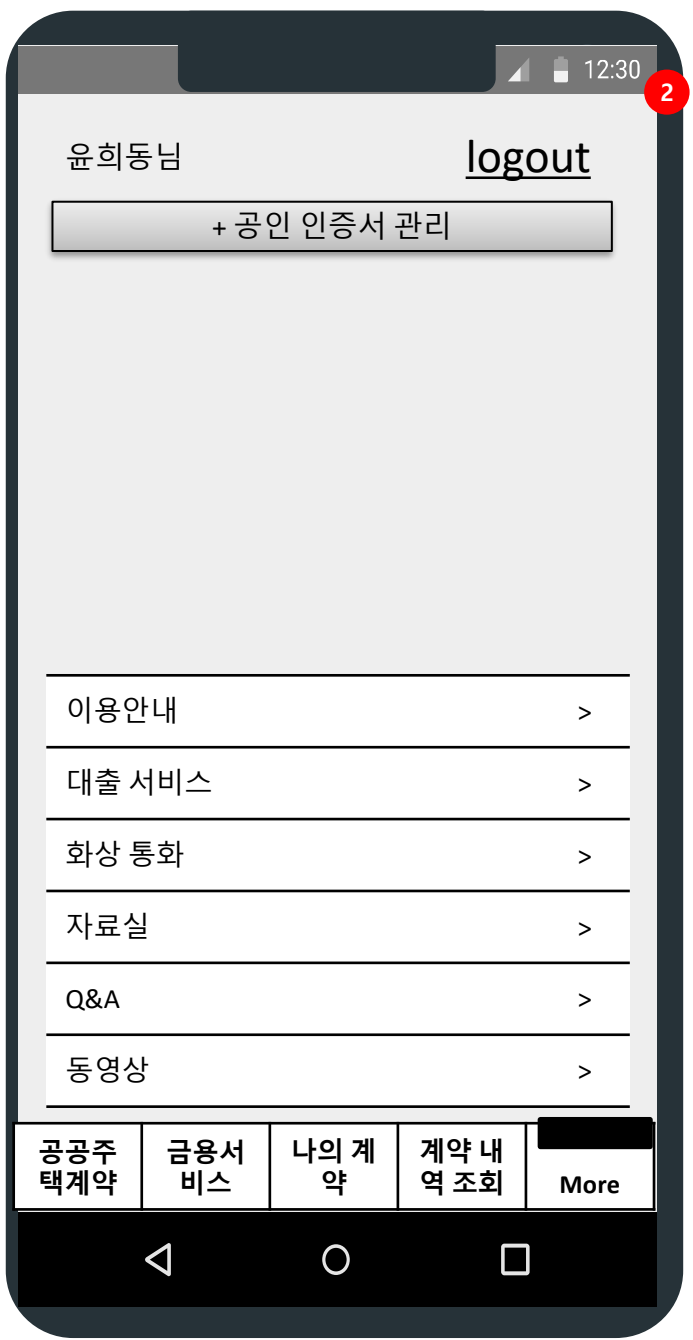 12:30
2
윤희동님
logout
+ 공인 인증서 관리
이용안내 >
대출 서비스 >
화상 통화 >
자료실 >
Q&A >
동영상 >
공공주
택계약
금용서
비스
나의 계
약
계약 내
역 조회
More